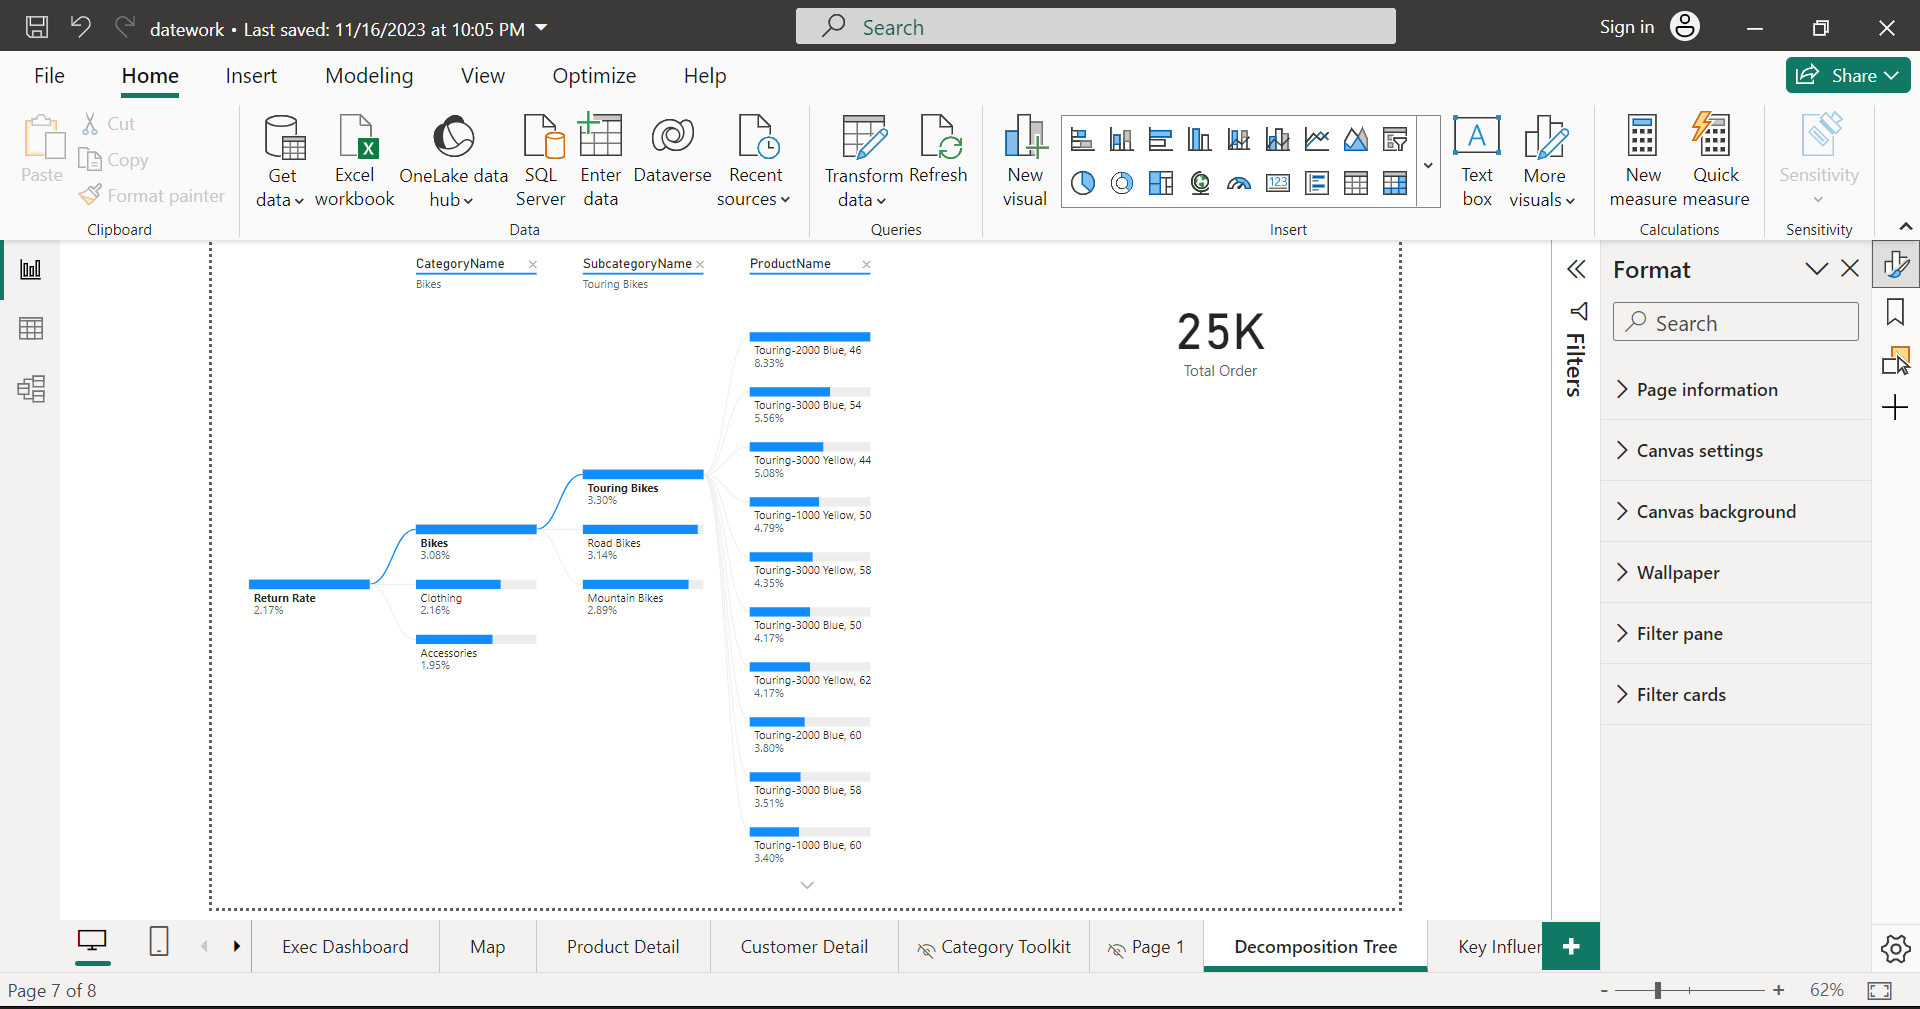 datework • Last saved: 11/16/2023 at 10:05 PM
Search
Sign in
File
Home
Insert
Modeling
View
Optimize
Help
Share
Paste
Cut
Copy
Format painter
Clipboard
Get data
Excel workbook
OneLake data hub
SQL Server
Enter data
Dataverse
Recent sources
Data
Transform data
Refresh
Queries
New visual
123
A
Text box
More visuals
Insert
New measure
Quick measure
Calculations
Sensitivity
Sensitivity
CategoryName
Bikes
SubcategoryName
Touring Bikes
ProductName
Return Rate
2.17%
Bikes
3.08%
Clothing
2.16%
Accessories
1.95%
Touring Bikes
3.30%
Road Bikes
3.14%
Mountain Bikes
2.89%
Touring-2000 Blue, 46
8.33%
Touring-3000 Blue, 54
5.56%
Touring-3000 Yellow, 44
5.08%
Touring-1000 Yellow, 50
4.79%
Touring-3000 Yellow, 58
4.35%
Touring-3000 Blue, 50
4.17%
Touring-3000 Yellow, 62
4.17%
Touring-2000 Blue, 60
3.80%
Touring-3000 Blue, 58
3.51%
Touring-1000 Blue, 60
3.40%
25K
Total Order
Filters
Format
Search
Page information
Canvas settings
Canvas background
Wallpaper
Filter pane
Filter cards
Exec Dashboard
Map
Product Detail
Customer Detail
Category Toolkit
Page 1
Decomposition Tree
Key Influer
Page 7 of 8
62%